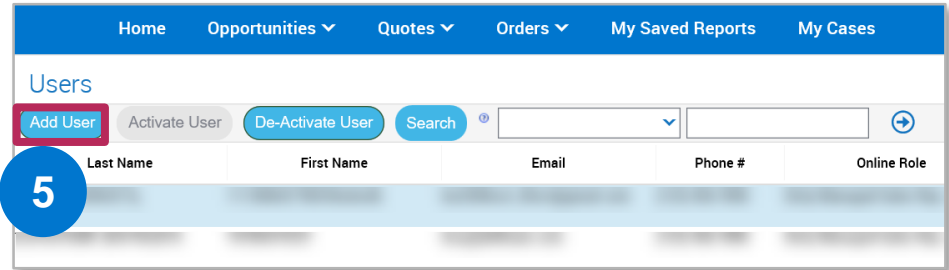 Home Opportunities Quotes Orders My Saved Reports My Cases
Users
Add User Activate User De-Activate User Search ?
Last Name First Name Email Phone # Online Role
5